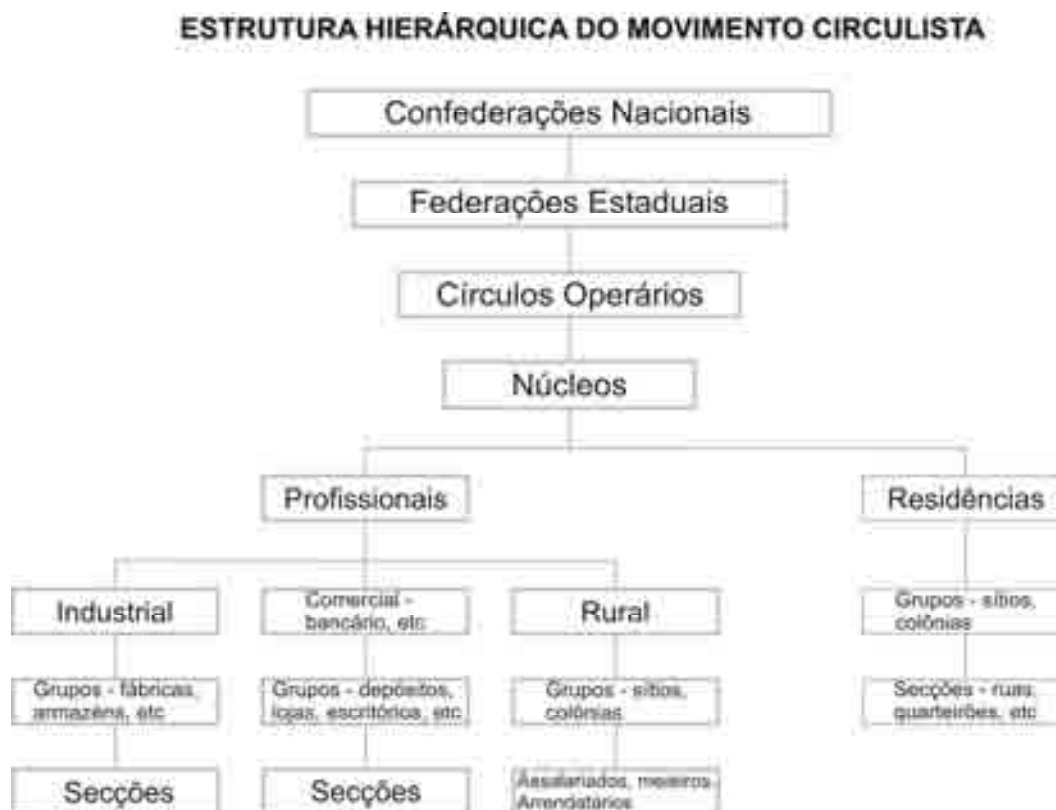 ESTRUTURA HIERÁRQUICA DO MOVIMENTO CIRCULISTA
Confederações Nacionais
Federações Estaduais
Círculos Operários
Núcleos
Profissionais
Residências
Industrial
Comercial -
bancário, etc
Rural
Grupos - sítios,
colônias
Grupos - fábricas,
armazéns, etc
Grupos - depósitos,
lojas, escritórios, etc
Grupos - sítios,
colônias
Secções - ruas,
quarteirões, etc
Secções
Secções
Assalariados, meeiros
Arrendatários